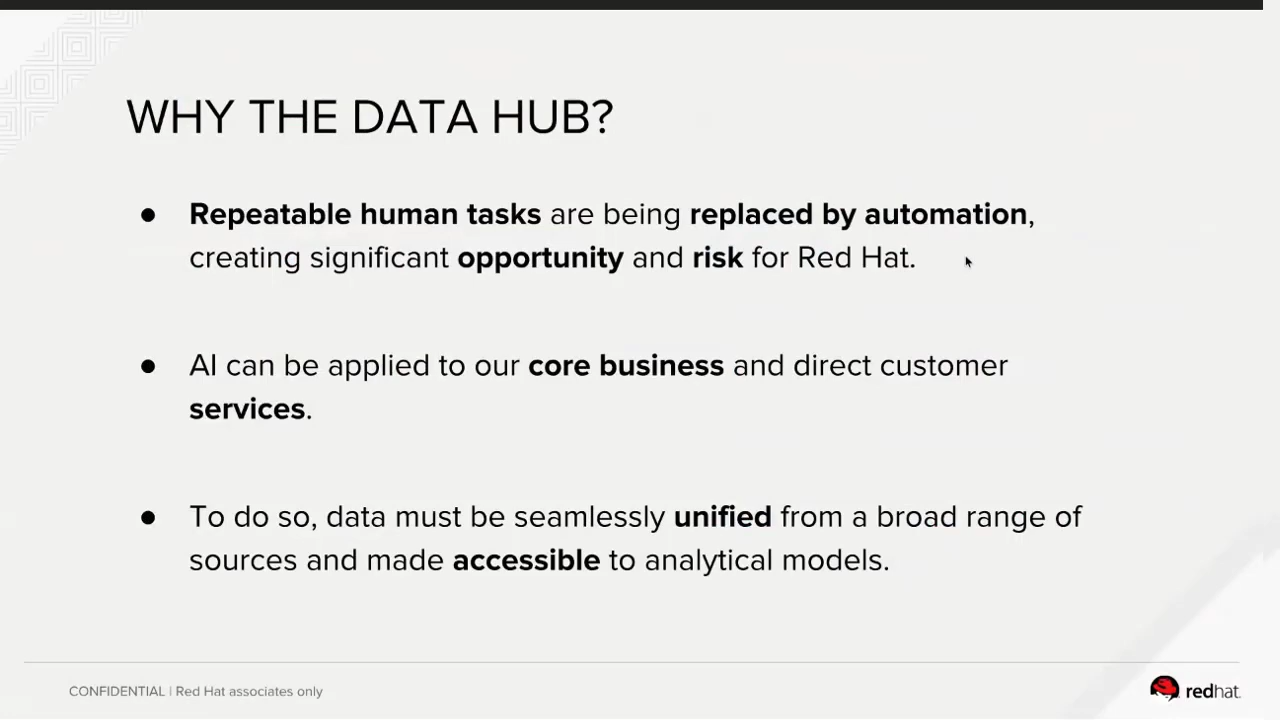 WHY THE DATA HUB?
● Repeatable human tasks are being replaced by automation,
creating significant opportunity and risk for Red Hat.
● AI can be applied to our core business and direct customer
services.
● To do so, data must be seamlessly unified from a broad range of
sources and made accessible to analytical models.
CONFIDENTIAL | Red Hat associates only
redhat.